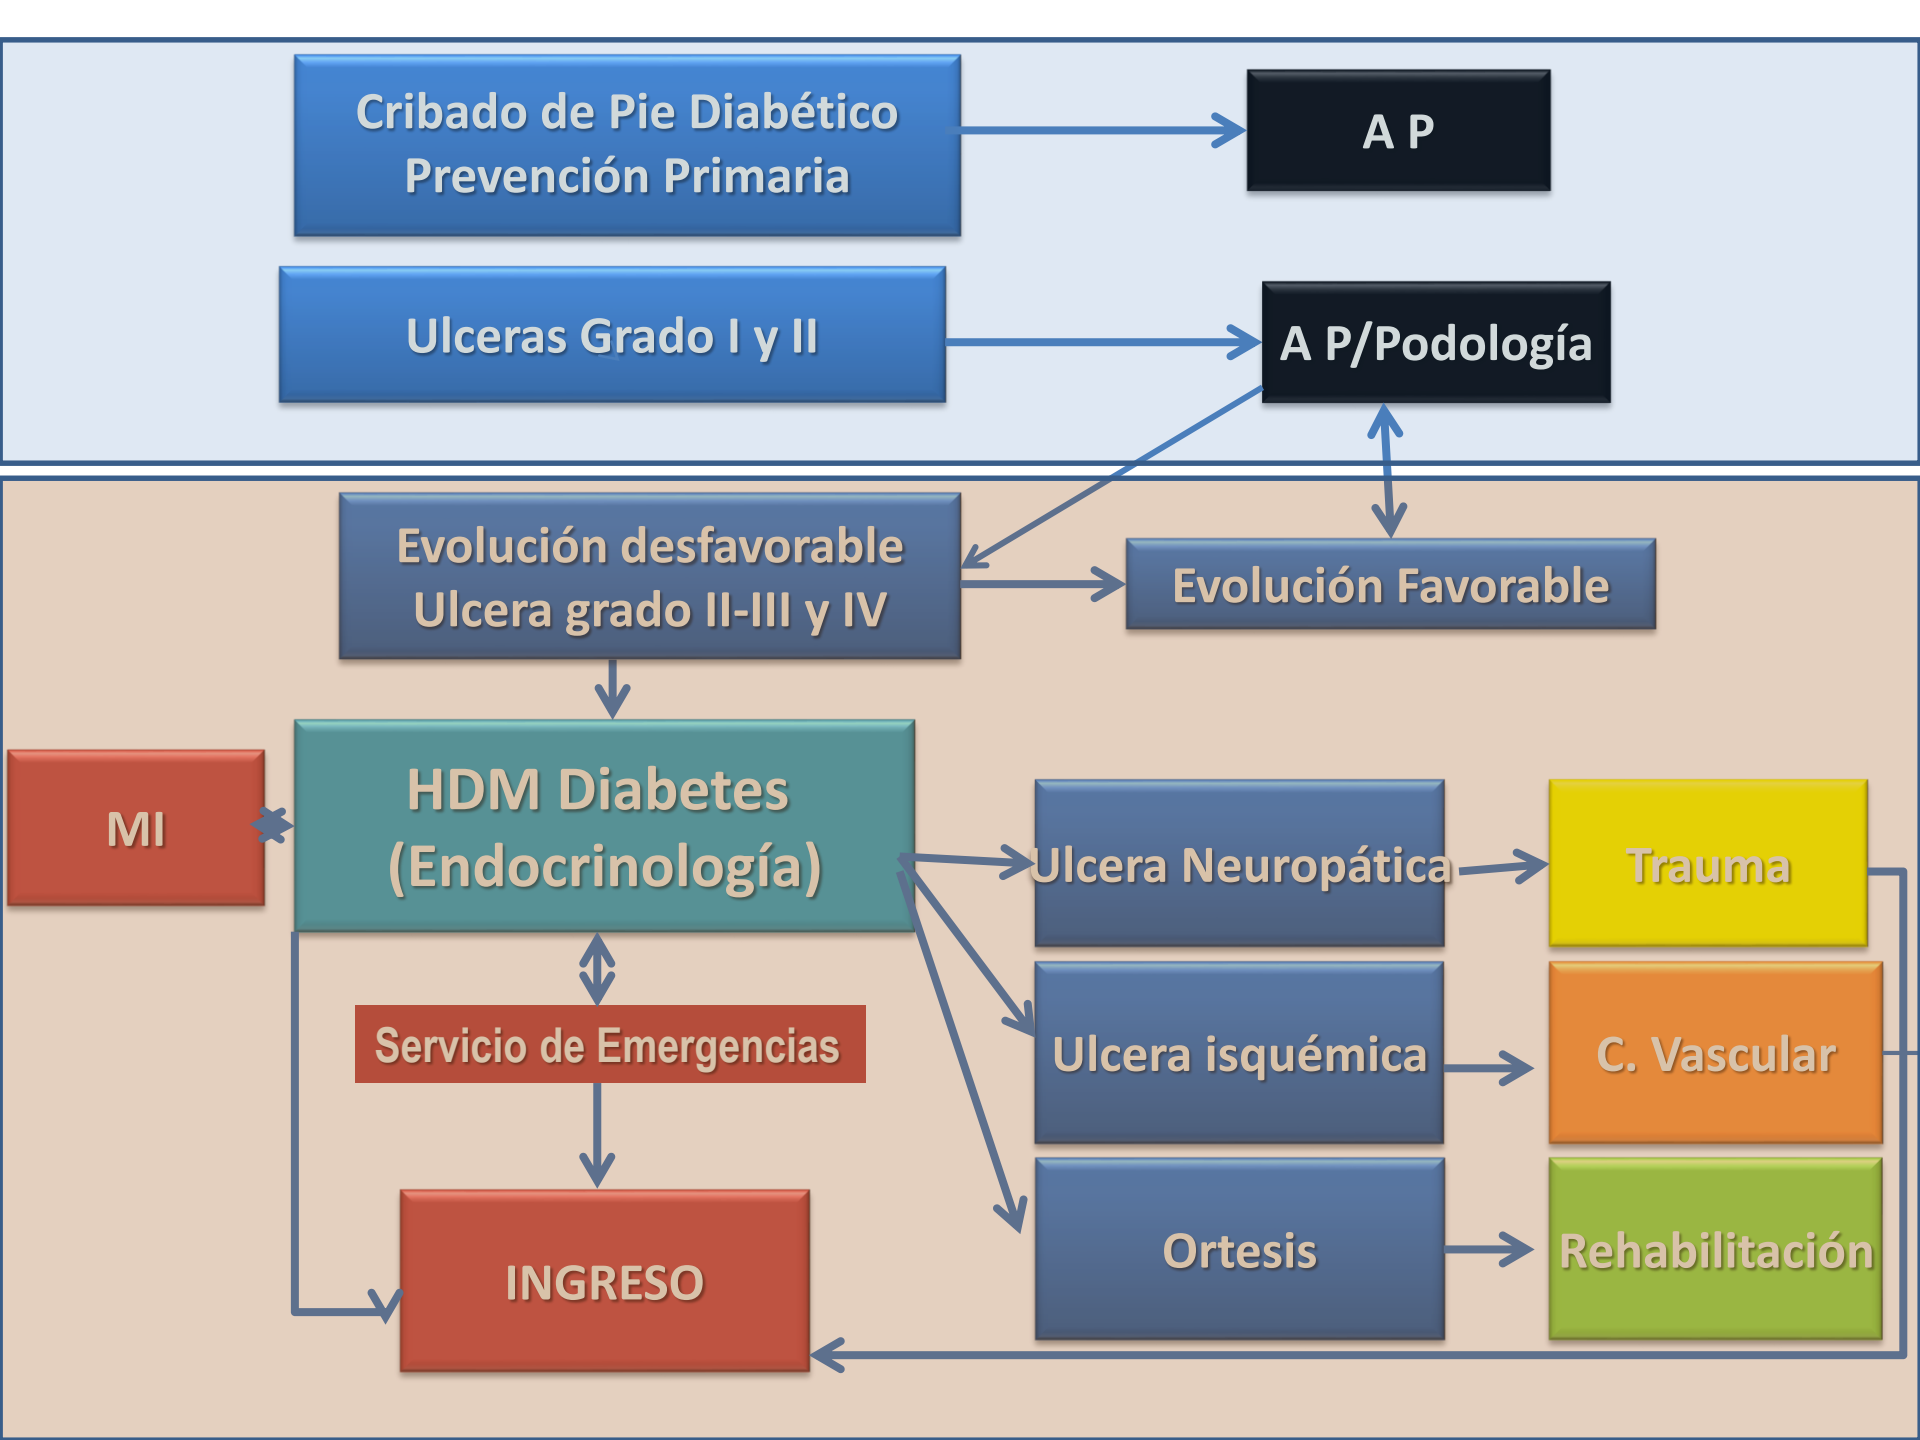 Cribado de Pie Diabético
Prevención Primaria
A P
Ulceras Grado I y II
A P/Podología
Evolución desfavorable
Ulcera grado II-III y IV
Evolución Favorable
MI
HDM Diabetes
(Endocrinología)
Ulcera Neuropática
Trauma
Servicio de Emergencias
Ulcera isquémica
C. Vascular
INGRESO
Ortesis
Rehabilitación